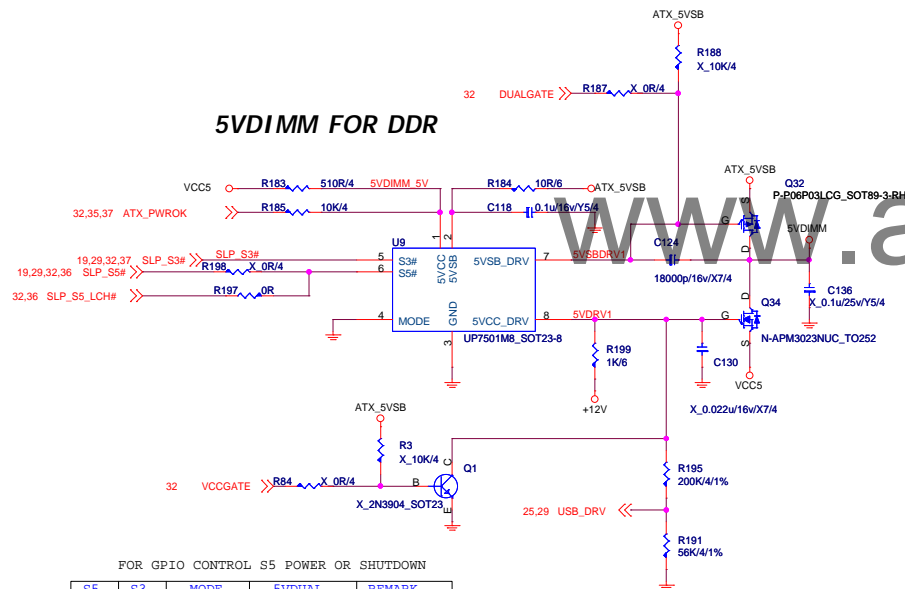 ATX_5VSB
R188
X_10K/4
32 DUALGATE
R187 X_0R/4
5VDIMM FOR DDR
ATX_5VSB
Q32
P-P06P03LCG_SOT89-3-RH
VCC5
R183 510R/4
5VDIMM_5V
R184 10R/6
ATX_5VSB
S
G
D
5VDIMM
32,35,37 ATX_PWROK
R185 10K/4
C118 0.1u/16v/Y5/4
www.a
1
2
U9
19,29,32,37 SLP_S3#
SLP_S3#
5 S3#
6 S5#
5VCC
5VSB
5VSB_DRV 7
5VSBDRV1
C124
18000p/16v/X7/4
19,29,32,36 SLP_S5#
R198 X_0R/4
C136
X_0.1u/25v/Y5/4
32,36 SLP_S5_LCH#
R197 0R
4 MODE
GND
3
5VCC_DRV 8
5VDRV1
UP7501M8_SOT23-8
D
G
S
Q34
N-APM3023NUC_TO252
R199
1K/6
+12V
C130
X_0.022u/16v/X7/4
VCC5
ATX_5VSB
R3
X_10K/4
32 VCCGATE
R84 X_0R/4
B
C
E
Q1
X_2N3904_SOT23
R195
200K/4/1%
25,29 USB_DRV
R191
56K/4/1%
FOR GPIO CONTROL S5 POWER OR SHUTDOWN
S5 S3 MODE 5VDUAL REMARK